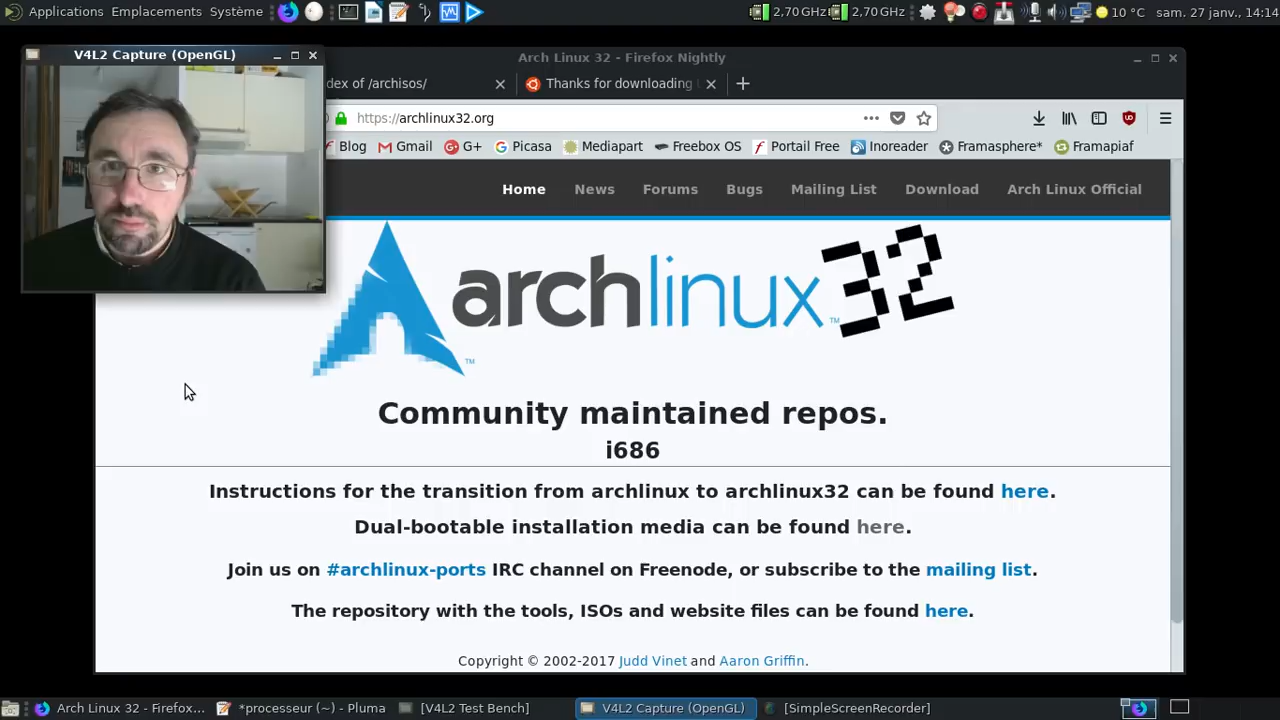 Applications Emplacements Système 2,70 GHz 2,70 GHz 10 °C sam. 27 janv., 14:14
V4L2 Capture (OpenGL)
Arch Linux 32 - Firefox Nightly
dex of /archisos/ Thanks for downloading
https://archlinux32.org
Blog Gmail G+ Picasa Mediapart Freebox OS Portail Free Inoreader Framasphere* Framapiaf
Home News Forums Bugs Mailing List Download Arch Linux Official
archlinux 32
TM
TM
Community maintained repos.
i686
Instructions for the transition from archlinux to archlinux32 can be found here.
Dual-bootable installation media can be found here.
Join us on #archlinux-ports IRC channel on Freenode, or subscribe to the mailing list.
The repository with the tools, ISOs and website files can be found here.
Copyright © 2002-2017 Judd Vinet and Aaron Griffin.
Arch Linux 32 - Firefox... *processeur (~) - Pluma [V4L2 Test Bench] V4L2 Capture (OpenGL) [SimpleScreenRecorder]